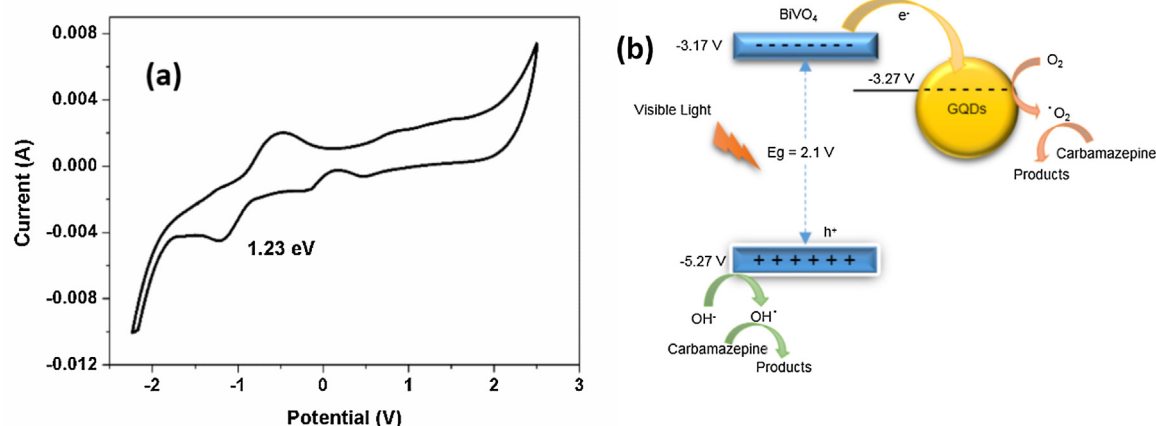 (a)
0.008
0.004
0.000
-0.004
-0.008
-0.012
Current (A)
1.23 eV
-2
-1
0
1
2
3
Potential (V)
(b)
BiVO₄
e⁻
-3.17 V
- - - - - - - -
-3.27 V
- - - - - - - -
GQDs
O₂
•O₂
Carbamazepine
Products
Visible Light
Eg = 2.1 V
h⁺
-5.27 V
+ + + + + +
OH⁻
OH•
Carbamazepine
Products